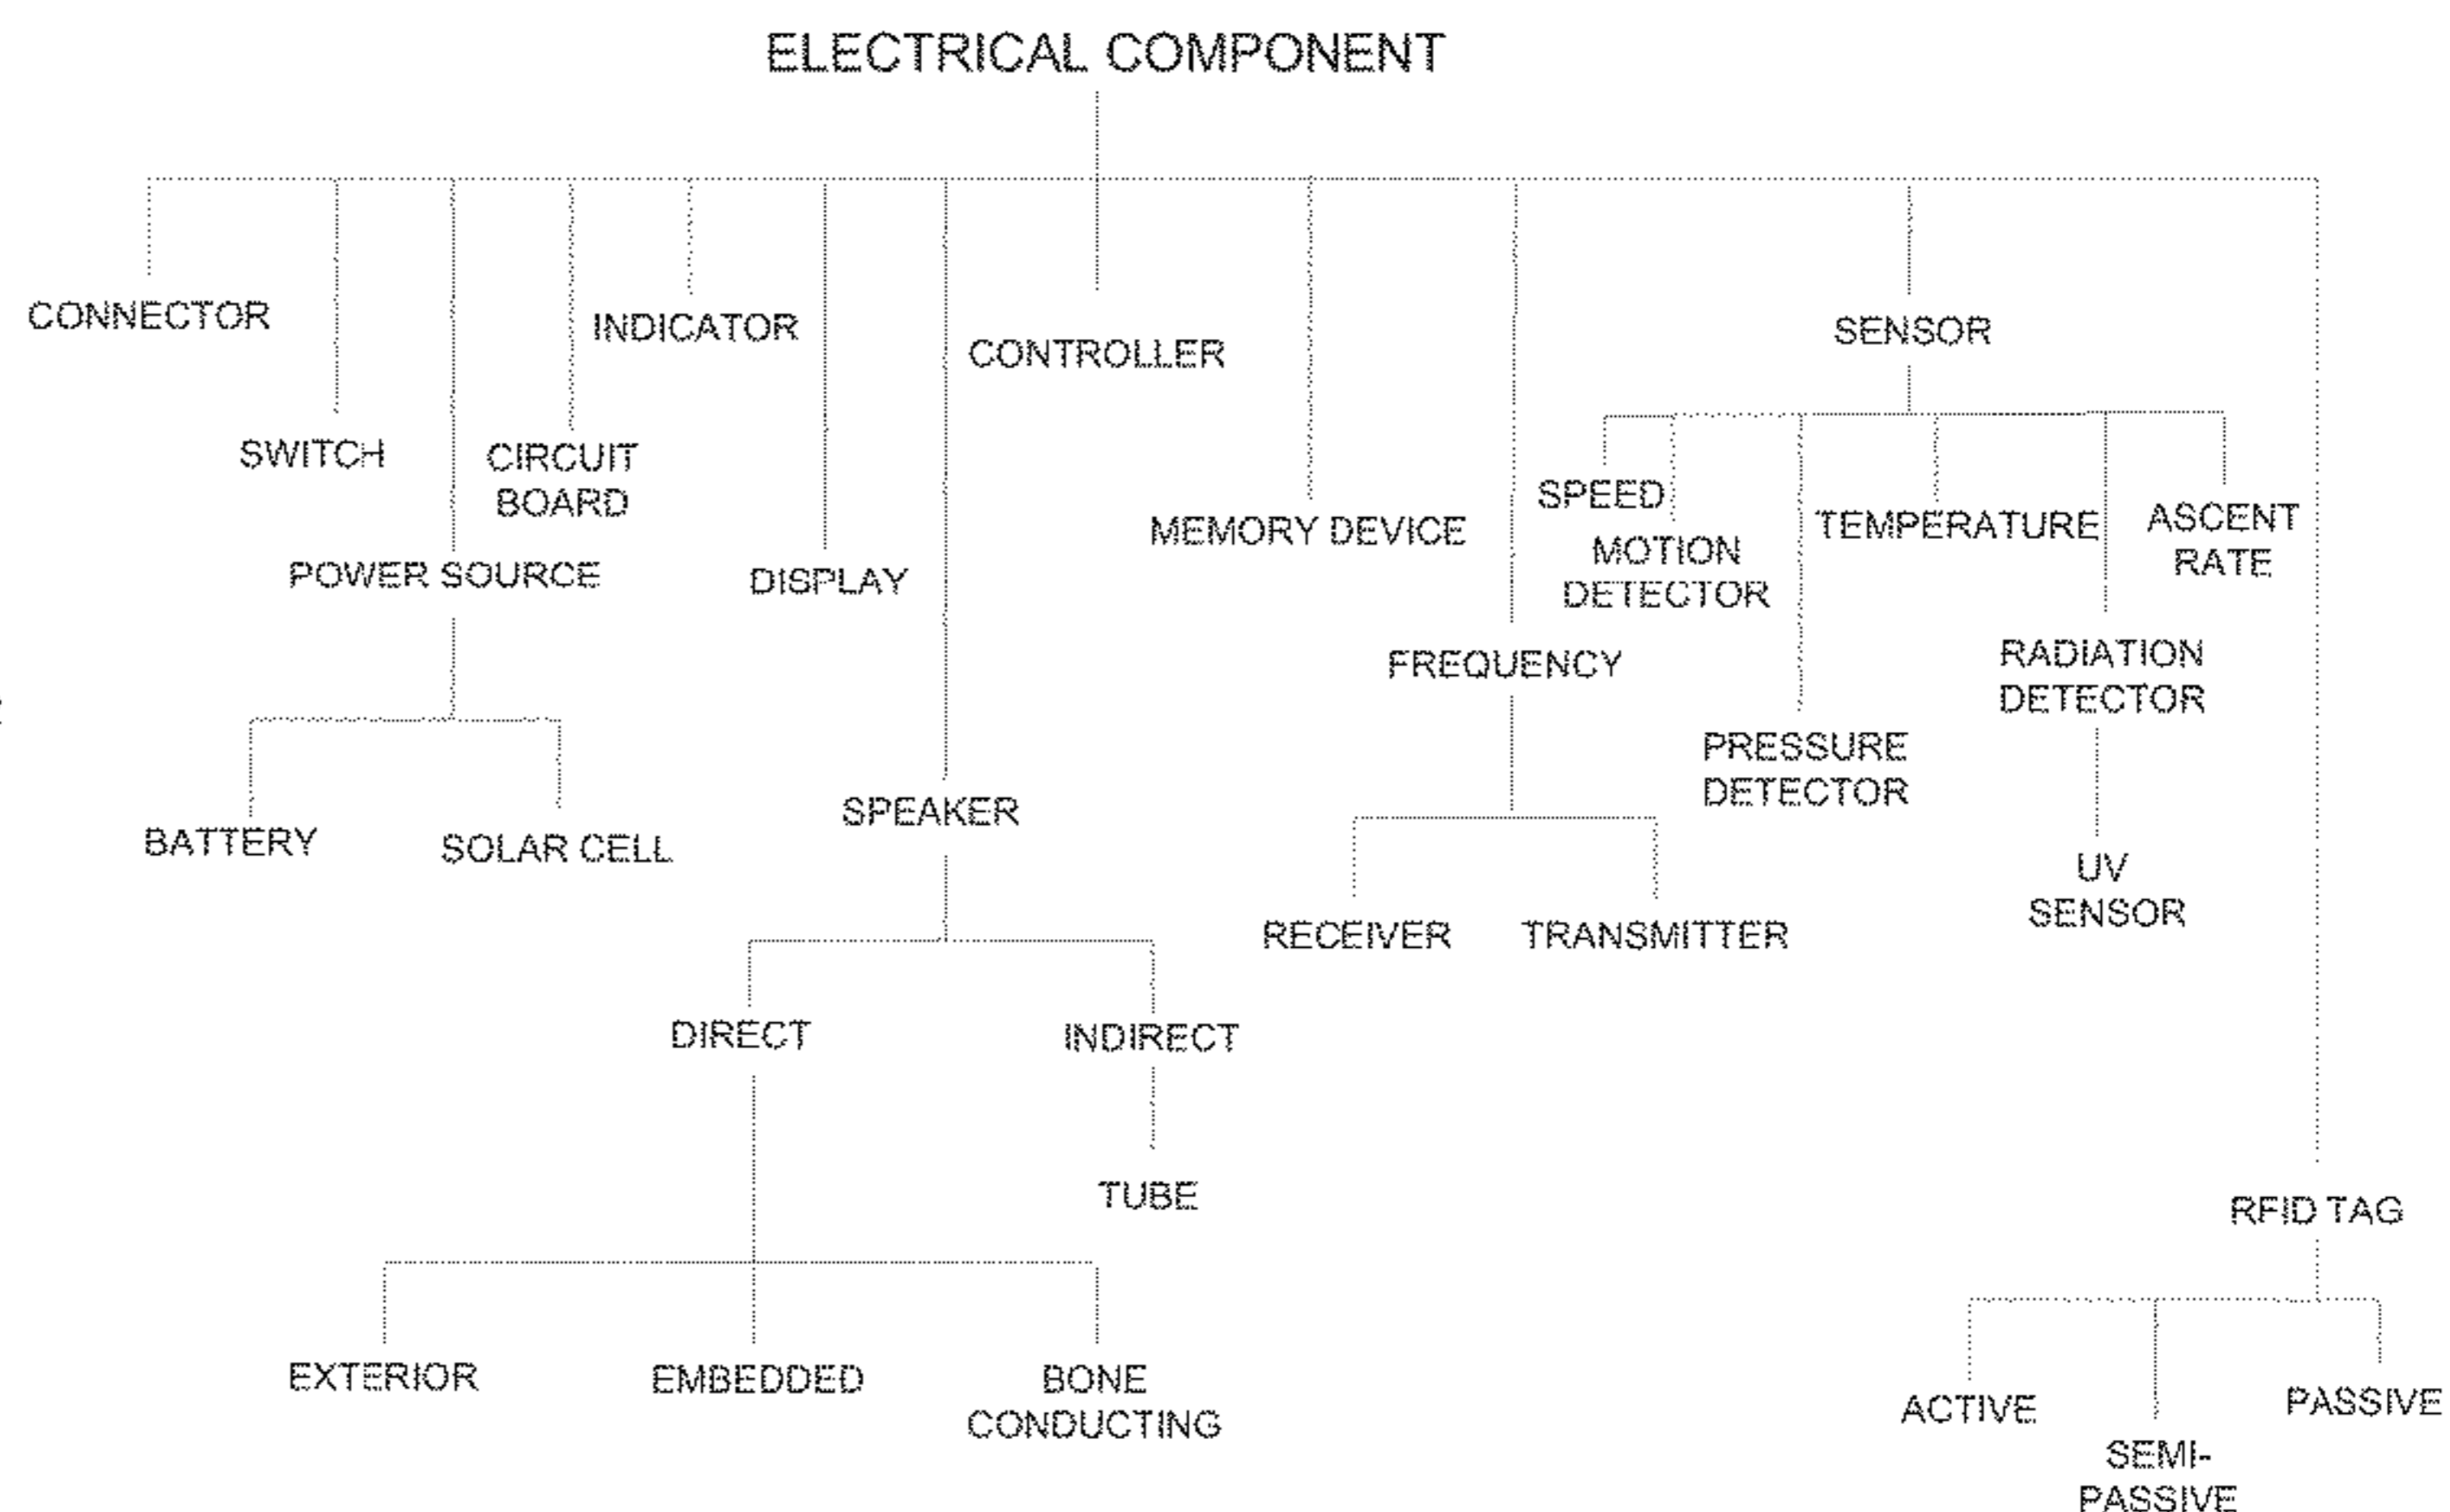 ELECTRICAL COMPONENT
CONNECTOR
INDICATOR
SENSOR
CONTROLLER
SWITCH
CIRCUIT
BOARD
SPEED
MEMORY DEVICE
TEMPERATURE
ASCENT
RATE
MOTION
DETECTOR
POWER SOURCE
DISPLAY
FREQUENCY
RADIATION
DETECTOR
PRESSURE
DETECTOR
SPEAKER
BATTERY
SOLAR CELL
UV
SENSOR
RECEIVER
TRANSMITTER
DIRECT
INDIRECT
TUBE
RFID TAG
EXTERIOR
EMBEDDED
BONE
CONDUCTING
ACTIVE
PASSIVE
SEMI-
PASSIVE